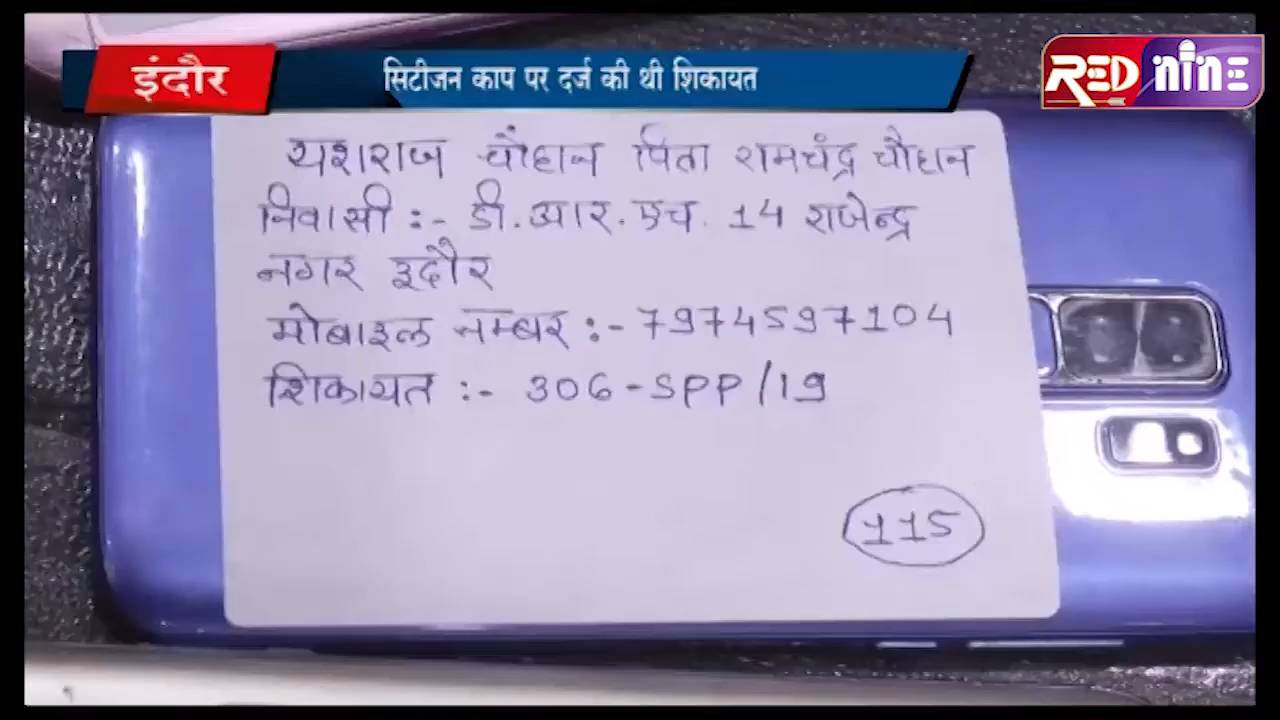 इंदौर
सिटीजन काप पर दर्ज की थी शिकायत
RED NINE
यशराज चौहान पिता रामचंद्र चौहान
निवासी :- डी.आर.एच. 14 राजेन्द्र
नगर इदौर
मोबाइल नम्बर :- 7974597104
शिकायत :- 306-SPP/19
115